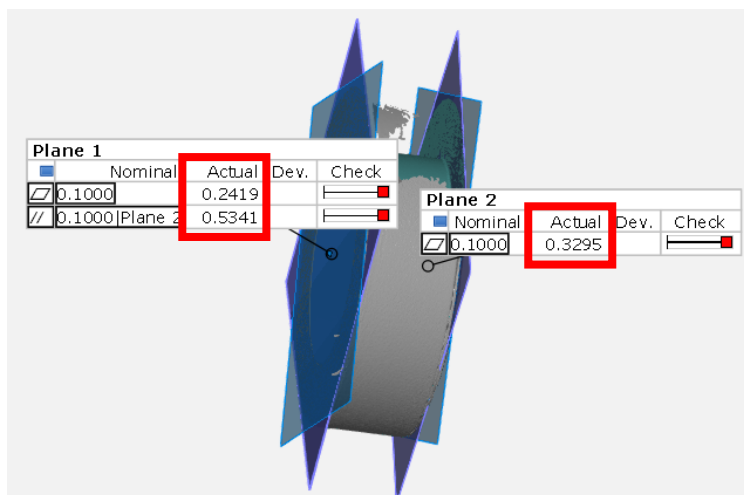 Plane 1
Nominal Actual Dev. Check
0.1000 0.2419
// 0.1000 Plane 2 0.5341
Plane 2
Nominal Actual Dev. Check
0.1000 0.3295